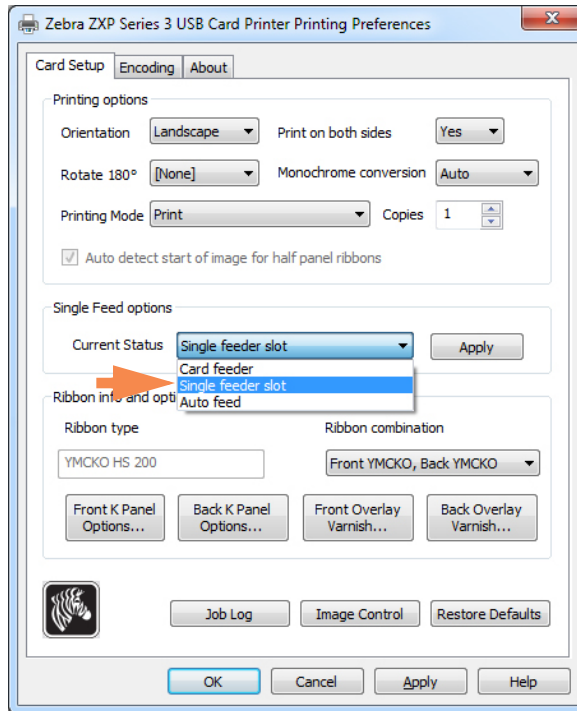 Zebra ZXP Series 3 USB Card Printer Printing Preferences
Card Setup Encoding About
Printing options
Orientation Landscape Print on both sides Yes
Rotate 180° [None] Monochrome conversion Auto
Printing Mode Print Copies 1
Auto detect start of image for half panel ribbons
Single Feed options
Current Status Single feeder slot Apply
Card feeder
Single feeder slot
Auto feed
Ribbon info and opti
Ribbon type Ribbon combination
YMCKO HS 200 Front YMCKO, Back YMCKO
Front K Panel Options... Back K Panel Options... Front Overlay Varnish... Back Overlay Varnish...
Job Log Image Control Restore Defaults
OK Cancel Apply Help